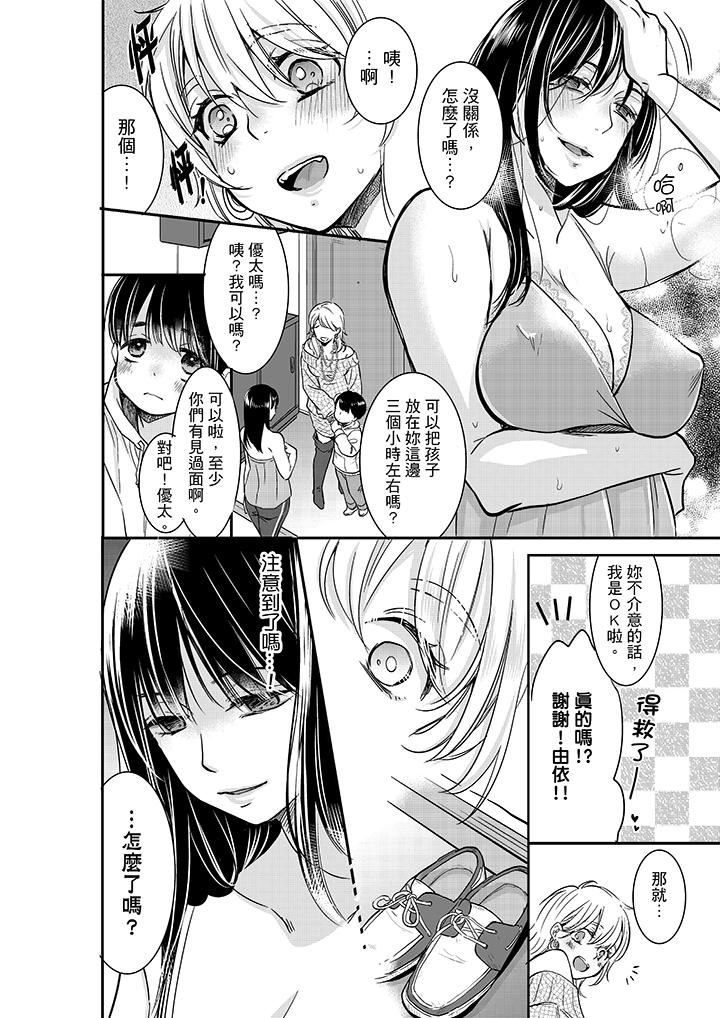 沒關係，
怎麼了嗎…？
哈啊
咦！
…啊
怦
怦
那個…！
可以把孩子
放在妳這邊
三個小時左右嗎？
優太嗎…？
咦？我可以嗎？
可以啦，至少
你們有見過面啊。
對吧！優太。
妳不介意的話，
我是OK啦。
得救了—
真的嗎!?
謝謝！由依!!
那就…
注意到了嗎…！
…怎麼了嗎？